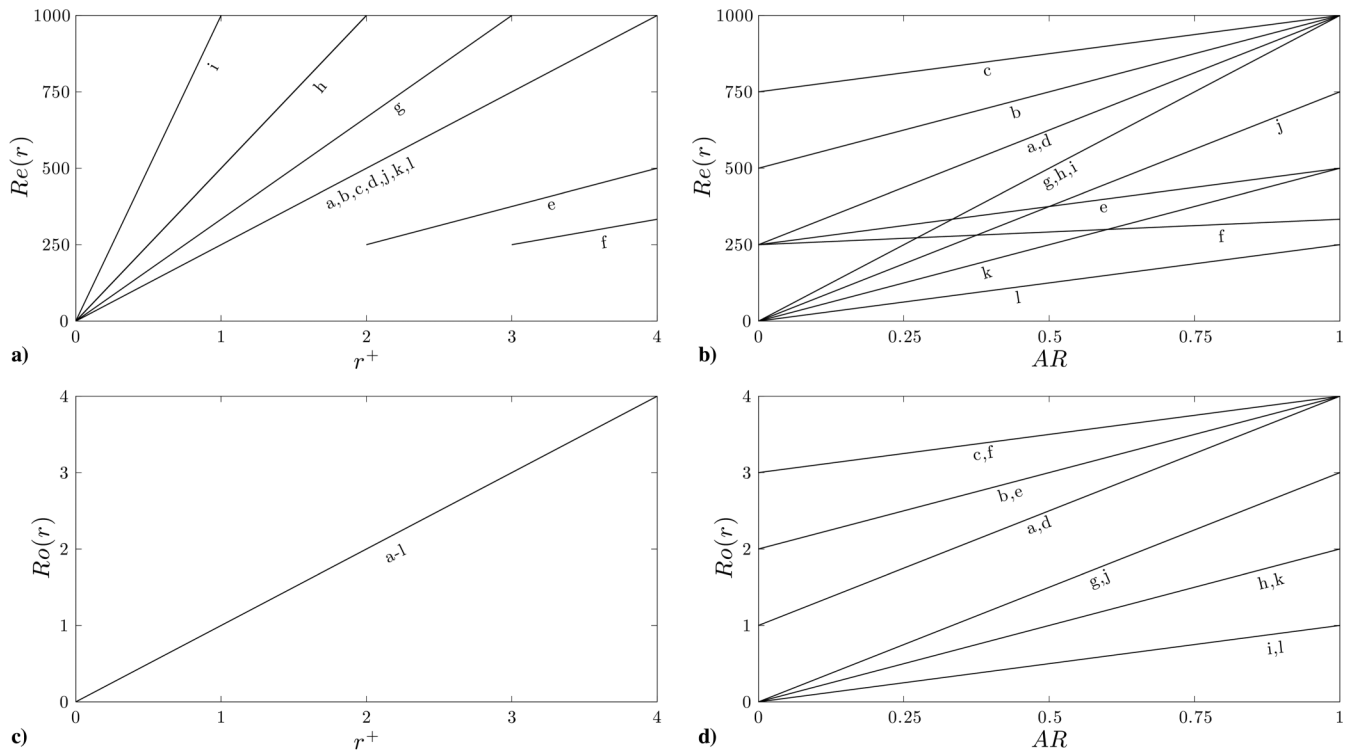 1000
750
500
250
0
Re(r)
i
h
g
a,b,c,d,j,k,l
e
f
0 1 2 3 4
a) r+
1000
750
500
250
0
Re(r)
c
b
a,d
g,h,i
j
e
f
k
l
0 0.25 0.5 0.75 1
b) AR
4
3
2
1
0
Ro(r)
a-l
0 1 2 3 4
c) r+
4
3
2
1
0
Ro(r)
c,f
b,e
a,d
g,j
h,k
i,l
0 0.25 0.5 0.75 1
d) AR